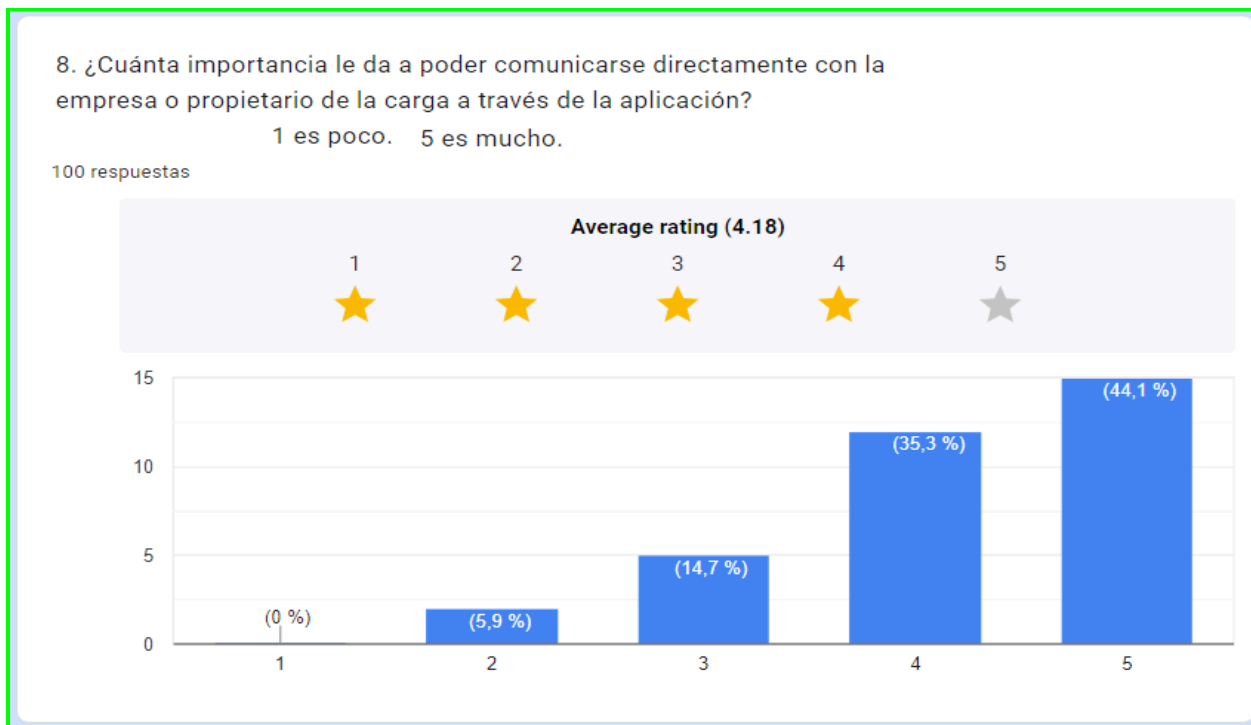 8. ¿Cuánta importancia le da a poder comunicarse directamente con la
empresa o propietario de la carga a través de la aplicación?
1 es poco. 5 es mucho.
100 respuestas
Average rating (4.18)
1 2 3 4 5
15
(44,1 %)
(35,3 %)
10
5
(14,7 %)
(0 %)
(5,9 %)
0
1 2 3 4 5